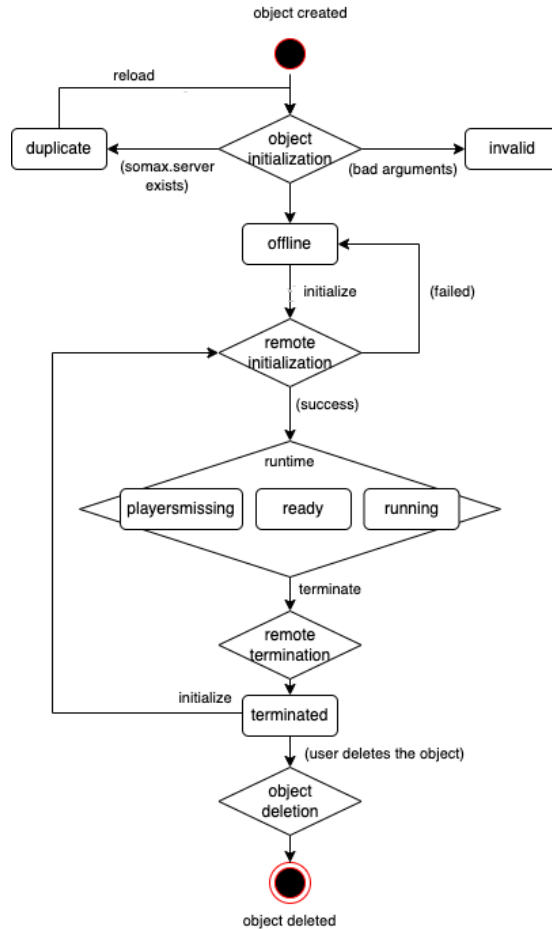 object created
reload
duplicate
object
initialization
invalid
(somax.server
exists)
(bad arguments)
offline
initialize
(failed)
remote
initialization
(success)
runtime
playersmissing
ready
running
terminate
remote
termination
initialize
terminated
(user deletes the object)
object
deletion
object deleted